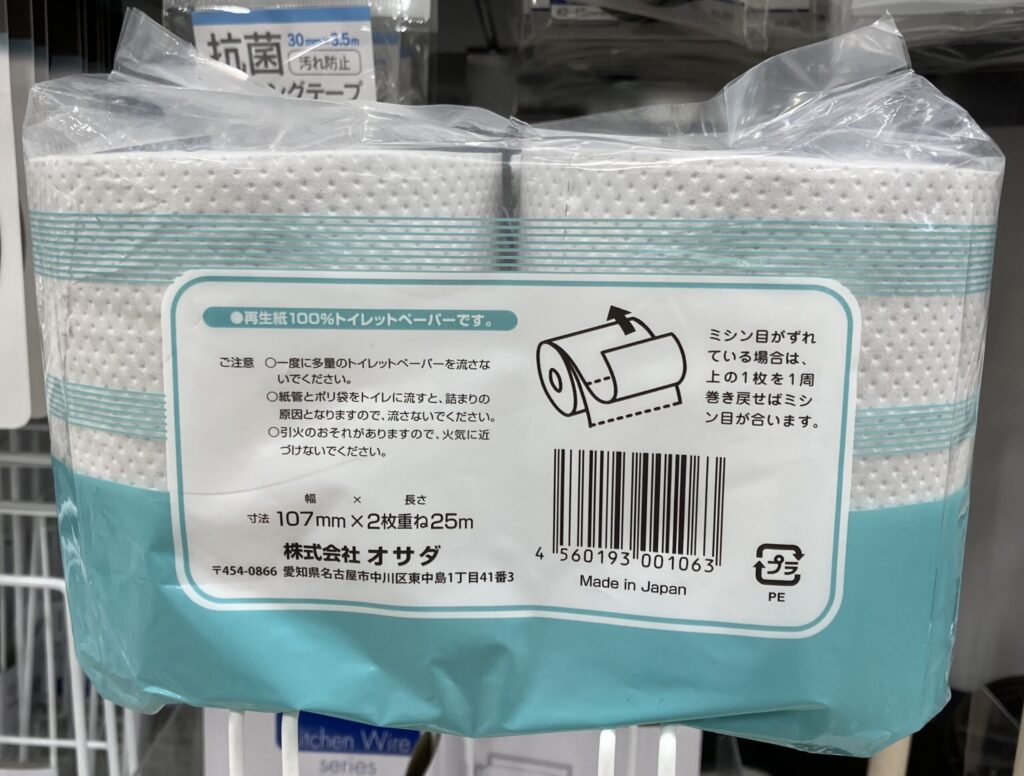 抗菌
30mm×3.5m
汚れ防止
ングテープ
●再生紙100%トイレットペーパーです。
ご注意 ○一度に多量のトイレットペーパーを流さな
いでください。
○紙管とポリ袋をトイレに流すと、詰まりの
原因となりますので、流さないでください。
○引火のおそれがありますので、火気に近
づけないでください。
幅 × 長さ
寸法 107mm×2枚重ね25m
株式会社 オサダ
〒454-0866 愛知県名古屋市中川区東中島1丁目41番3
ミシン目がずれ
ている場合は、
上の1枚を1周
巻き戻せばミシ
ン目が合います。
4 560193 001063
Made in Japan
プラ
PE
itchen Wire
series